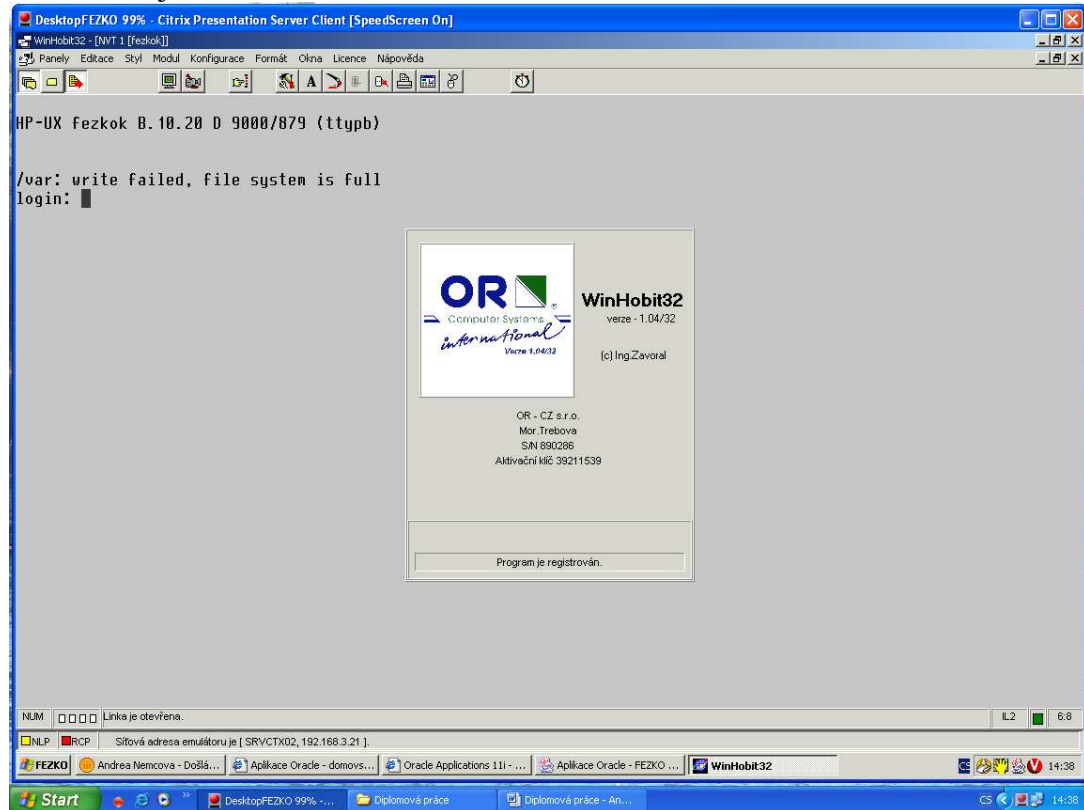 DesktopFEZKO 99% - Citrix Presentation Server Client [SpeedScreen On]
WinHobit32 - [NVT 1 [fezkok]]
Panely Editace Styl Modul Konfigurace Formát Okna Licence Nápověda
HP-UX fezkok B.10.20 D 9000/879 (ttypb)
/var: write failed, file system is full
login:
OR
Computer Systems
international
Verze 1.04/32
WinHobit32
verze - 1.04/32
(c) Ing.Zavoral
OR - CZ s.r.o.
Mor.Trebova
S/N 890286
Aktivační klíč 39211539
Program je registrován.
NUM Linka je otevřena. IL2 6:8
NLP RCP Síťová adresa emulátoru je [ SRVCTX02, 192.168.3.21 ].
FEZKO Andrea Nemcova - Došlá... Aplikace Oracle - domovs... Oracle Applications 11i - ... Aplikace Oracle - FEZKO ... WinHobit32 14:38
Start DesktopFEZKO 99% -... Diplomová práce Diplomová práce - An... CS 14:38